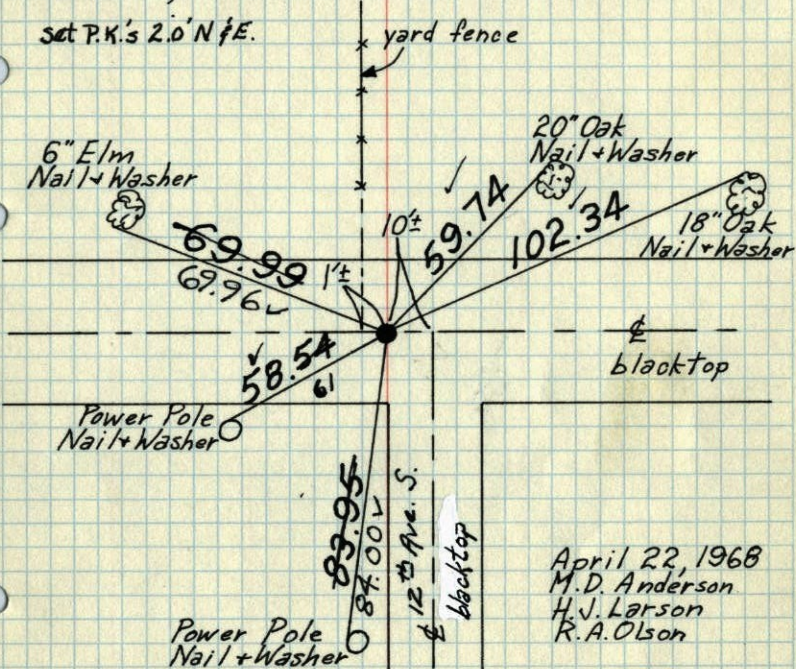 set P.K.'s 2.0' N & E.
yard fence
20" Oak
Nail + Washer
6" Elm
Nail + Washer
18" Oak
Nail + Washer
10'±
59.74 ✓
102.34 ✓
69.99
69.96 ✓
1'±
✓
58.54
61
℄
blacktop
Power Pole
Nail + Washer
83.95
84.00 ✓
℄ 12th Ave. S.
blacktop
April 22, 1968
M.D. Anderson
H.J. Larson
R.A. Olson
Power Pole
Nail + Washer